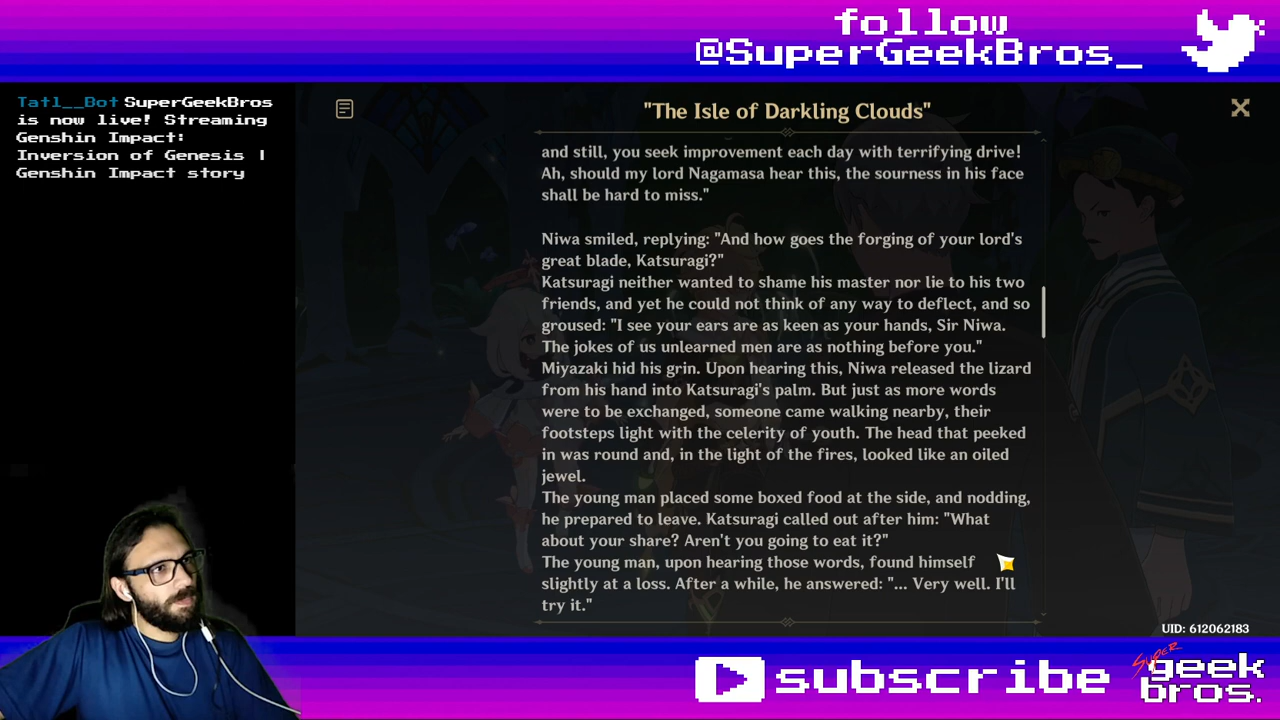 follow
@SuperGeekBros_
Tatl__Bot SuperGeekBros
is now live! Streaming
Genshin Impact:
Inversion of Genesis |
Genshin Impact story
"The Isle of Darkling Clouds"
and still, you seek improvement each day with terrifying drive!
Ah, should my lord Nagamasa hear this, the sourness in his face
shall be hard to miss."
Niwa smiled, replying: "And how goes the forging of your lord's
great blade, Katsuragi?"
Katsuragi neither wanted to shame his master nor lie to his two
friends, and yet he could not think of any way to deflect, and so
groused: "I see your ears are as keen as your hands, Sir Niwa.
The jokes of us unlearned men are as nothing before you."
Miyazaki hid his grin. Upon hearing this, Niwa released the lizard
from his hand into Katsuragi's palm. But just as more words
were to be exchanged, someone came walking nearby, their
footsteps light with the celerity of youth. The head that peeked
in was round and, in the light of the fires, looked like an oiled
jewel.
The young man placed some boxed food at the side, and nodding,
he prepared to leave. Katsuragi called out after him: "What
about your share? Aren't you going to eat it?"
The young man, upon hearing those words, found himself
slightly at a loss. After a while, he answered: "... Very well. I'll
try it."
UID: 612062183
subscribe
SUPER
geek
bros.